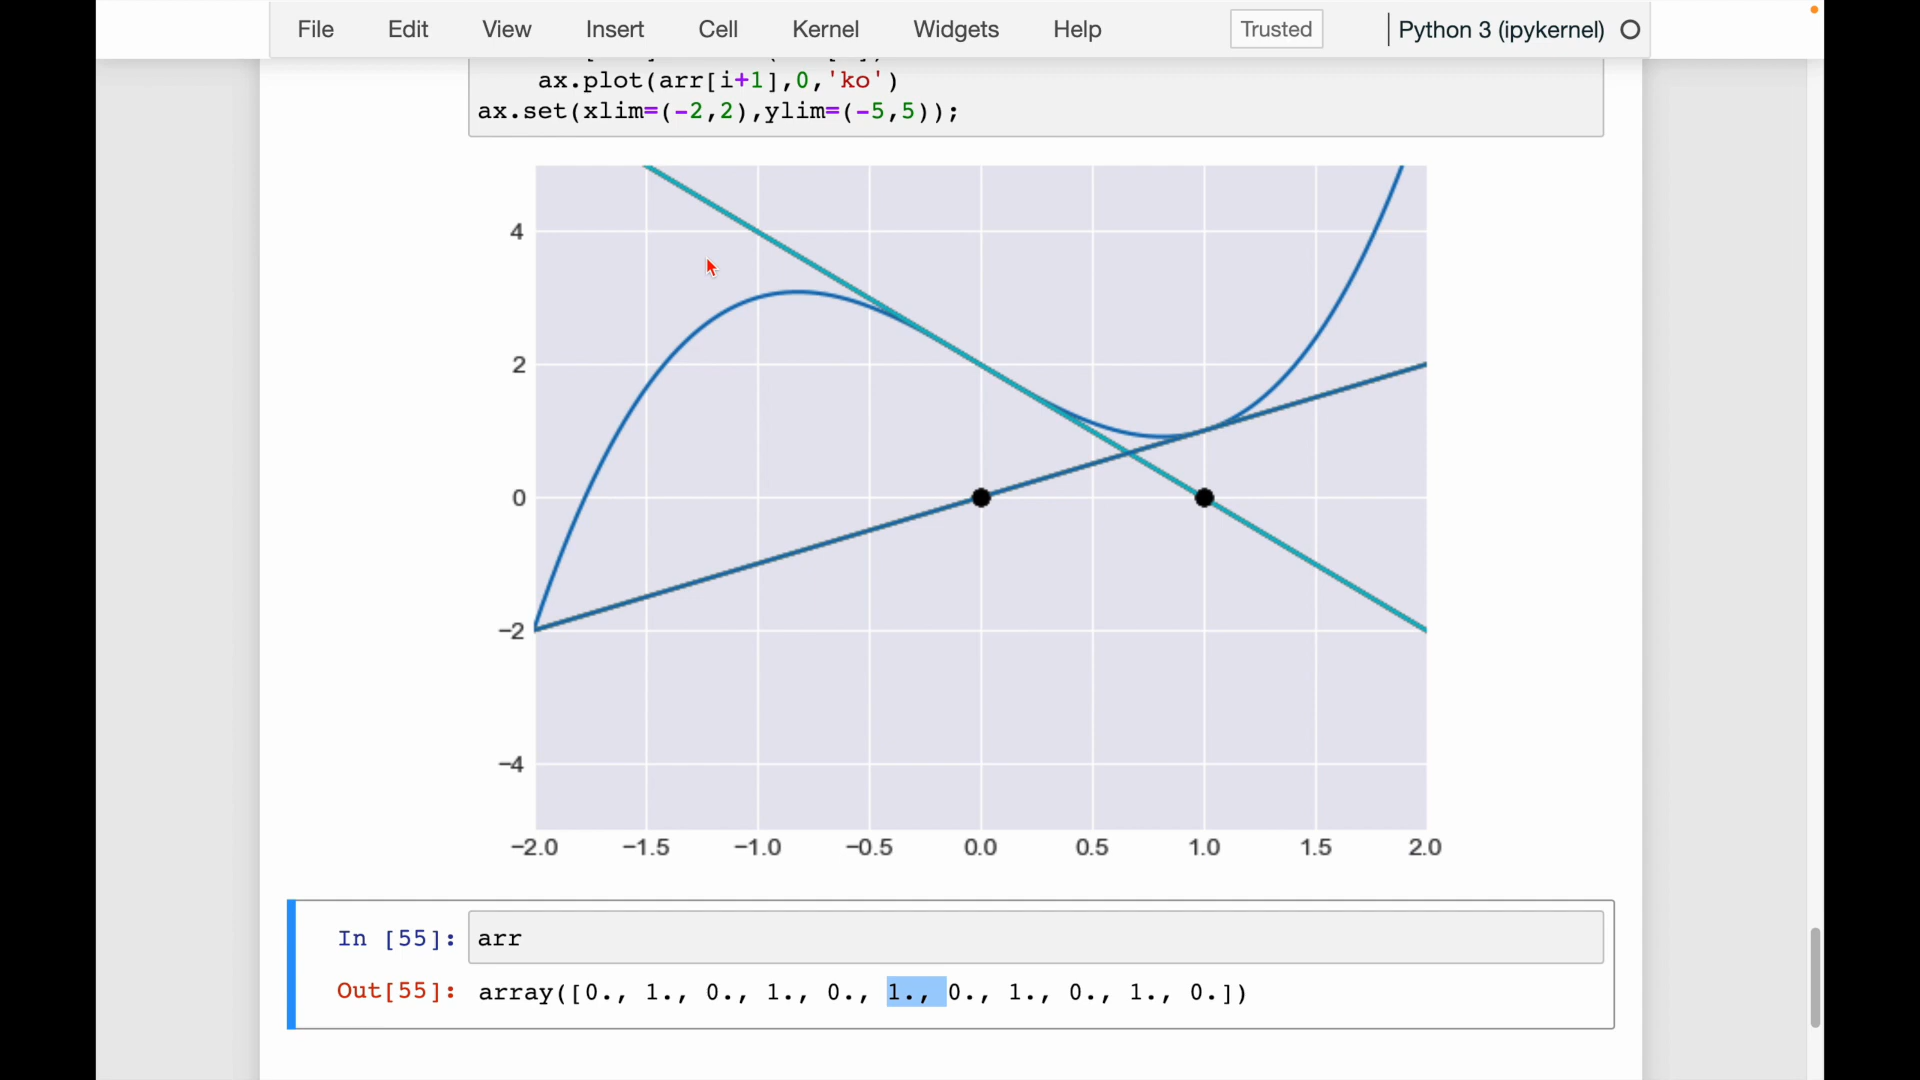 File Edit View Insert Cell Kernel Widgets Help Trusted Python 3 (ipykernel)
ax.plot(arr[i+1],0,'ko')
ax.set(xlim=(-2,2),ylim=(-5,5));
4
2
0
−2
−4
−2.0 −1.5 −1.0 −0.5 0.0 0.5 1.0 1.5 2.0
In [55]: arr
Out[55]: array([0., 1., 0., 1., 0., 1., 0., 1., 0., 1., 0.])